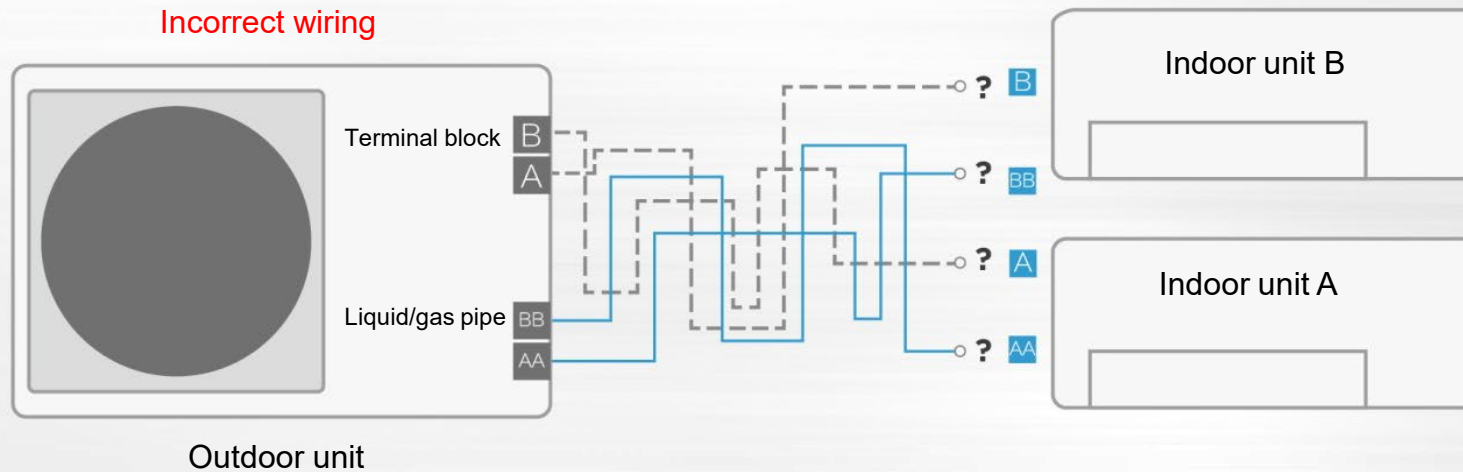 Incorrect wiring
Terminal block
B
A
Liquid/gas pipe
BB
AA
Outdoor unit
? B
? BB
? A
? AA
Indoor unit B
Indoor unit A